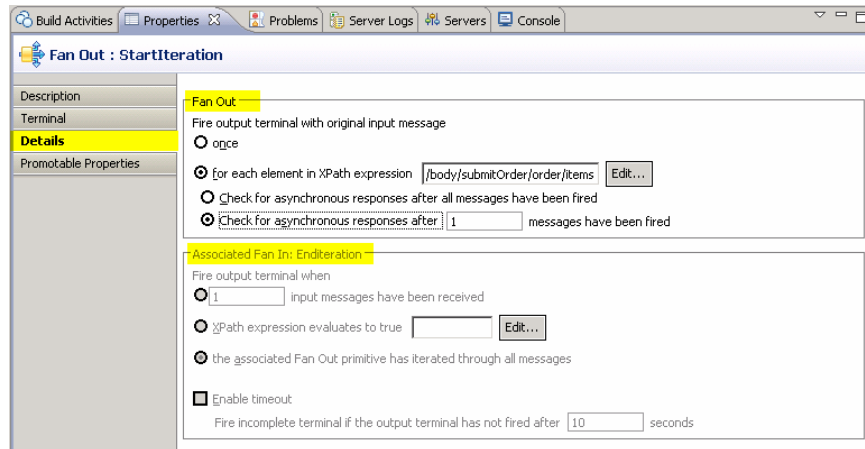 Build Activities Properties Problems Server Logs Servers Console
Fan Out : StartIteration
Description
Terminal
Details
Promotable Properties
Fan Out
Fire output terminal with original input message
once
for each element in XPath expression /body/submitOrder/order/items Edit...
Check for asynchronous responses after all messages have been fired
Check for asynchronous responses after 1 messages have been fired
Associated Fan In: Enditeration
Fire output terminal when
1 input messages have been received
XPath expression evaluates to true Edit...
the associated Fan Out primitive has iterated through all messages
Enable timeout
Fire incomplete terminal if the output terminal has not fired after 10 seconds